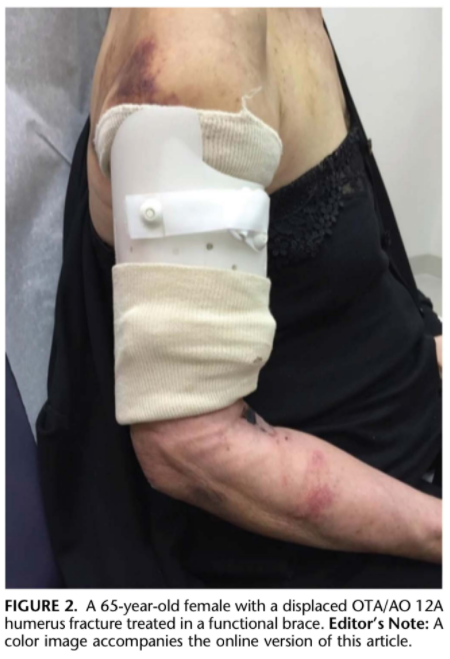 FIGURE 2. A 65-year-old female with a displaced OTA/AO 12A
humerus fracture treated in a functional brace. Editor's Note: A
color image accompanies the online version of this article.